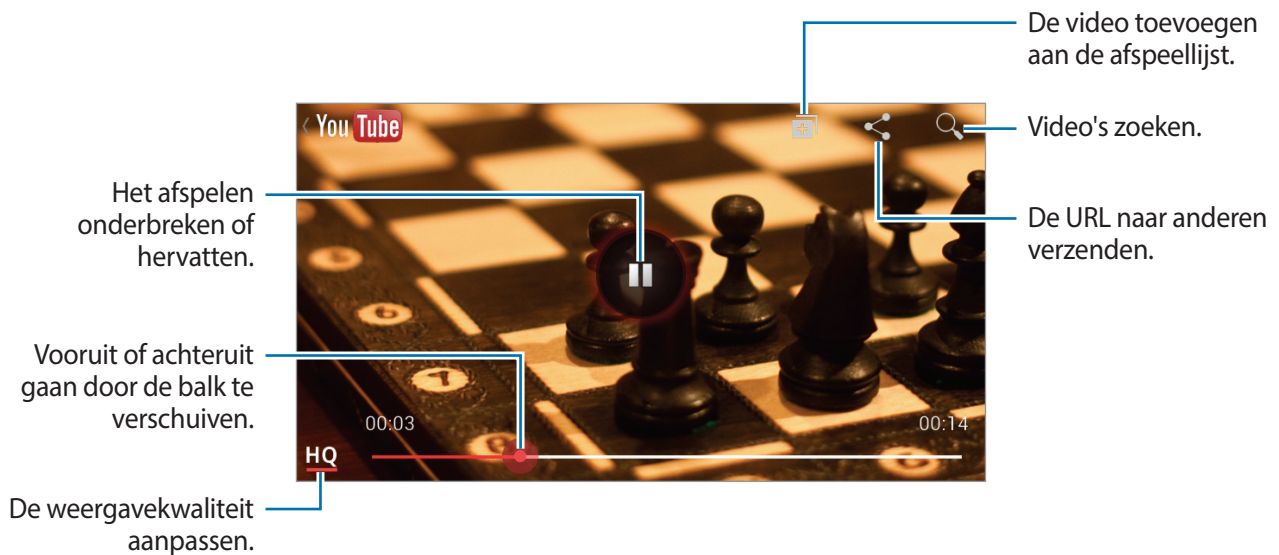 De video toevoegen
aan de afspeellijst.
You Tube
Video's zoeken.
Het afspelen
onderbreken of
hervatten.
De URL naar anderen
verzenden.
Vooruit of achteruit
gaan door de balk te
verschuiven.
00:03
00:14
HQ
De weergavekwaliteit
aanpassen.